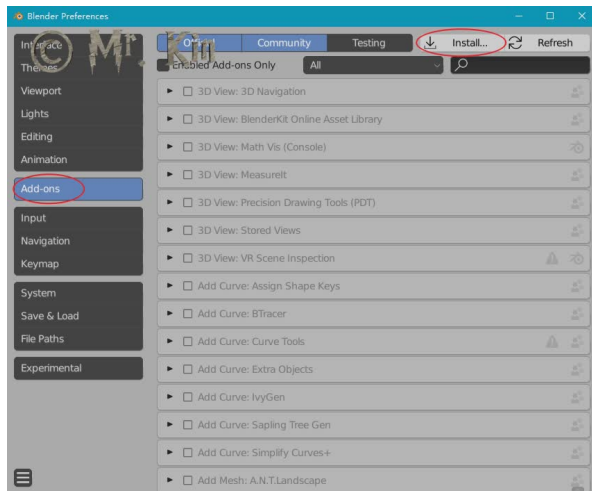 Blender Preferences
Interface
Official
Community
Testing
Install...
Refresh
© Mr. Kin
Themes
Enabled Add-ons Only
All
Viewport
Lights
Editing
Animation
Add-ons
Input
Navigation
Keymap
System
Save & Load
File Paths
Experimental
3D View: 3D Navigation
3D View: BlenderKit Online Asset Library
3D View: Math Vis (Console)
3D View: MeasureIt
3D View: Precision Drawing Tools (PDT)
3D View: Stored Views
3D View: VR Scene Inspection
Add Curve: Assign Shape Keys
Add Curve: BTracer
Add Curve: Curve Tools
Add Curve: Extra Objects
Add Curve: IvyGen
Add Curve: Sapling Tree Gen
Add Curve: Simplify Curves+
Add Mesh: A.N.T.Landscape